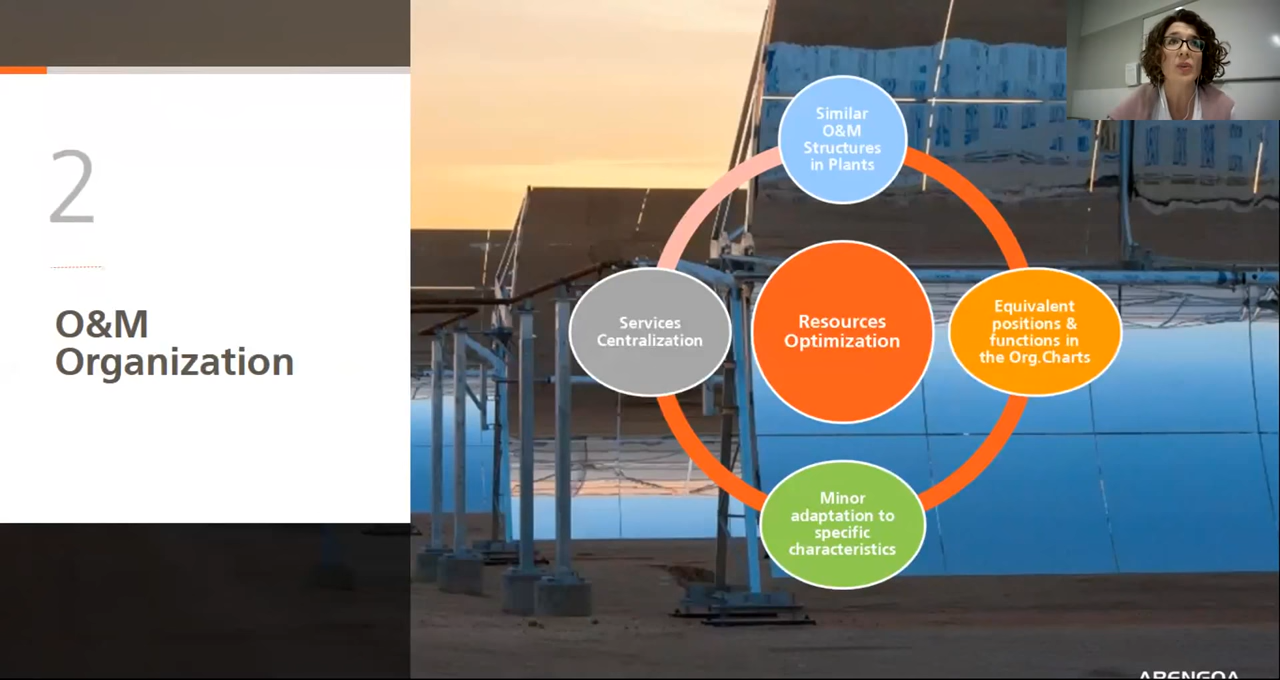 2
O&M
Organization
Similar
O&M
Structures
in Plants
Services
Centralization
Resources
Optimization
Equivalent
positions &
functions in
the Org.Charts
Minor
adaptation to
specific
characteristics
ABENGOA